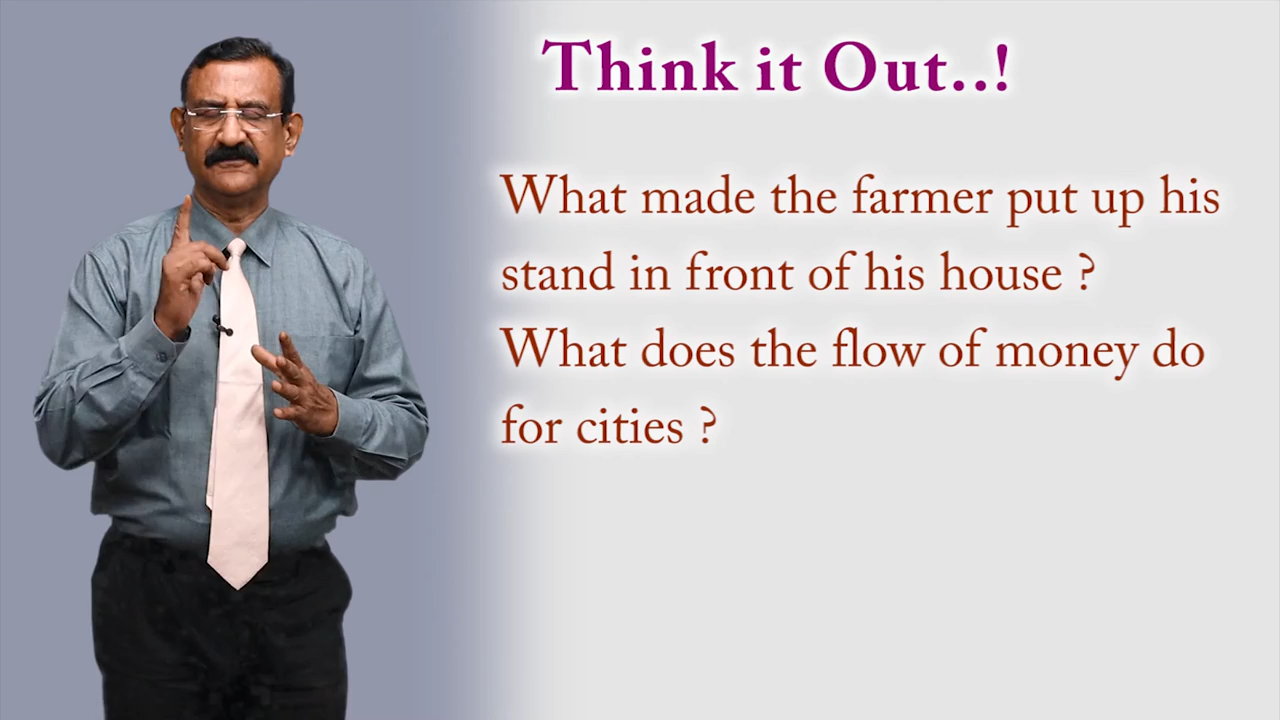 Think it Out..!
What made the farmer put up his
stand in front of his house ?
What does the flow of money do
for cities ?